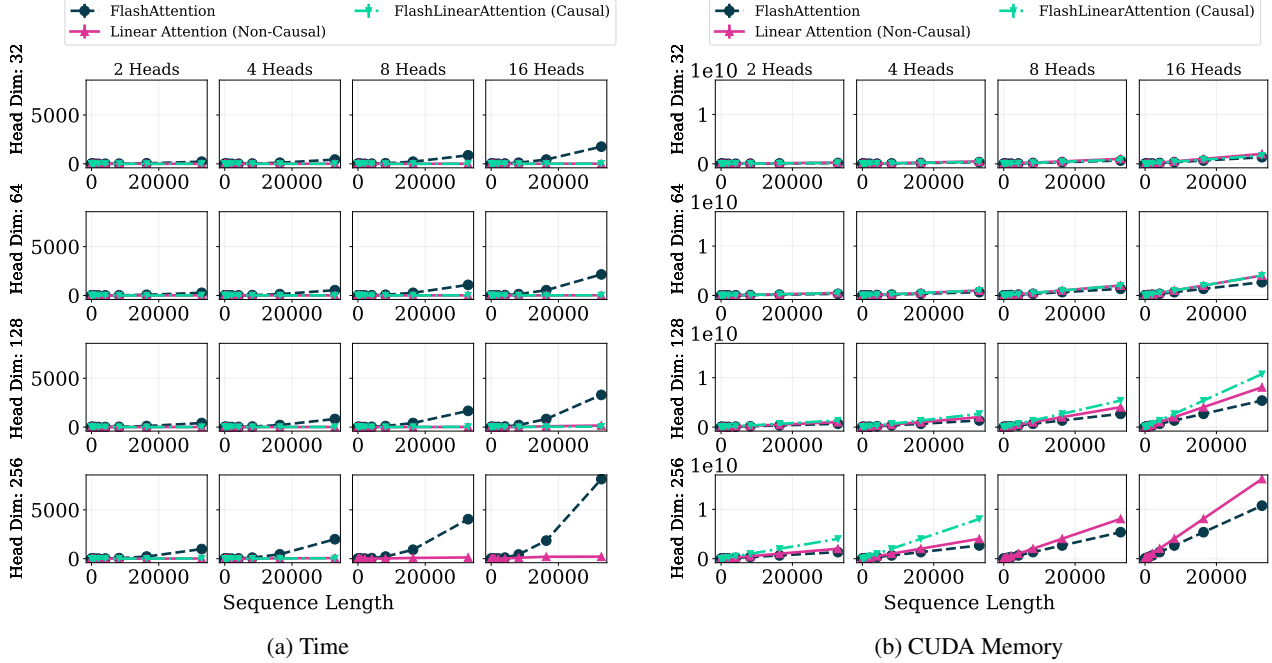 FlashAttention
FlashLinearAttention (Causal)
Linear Attention (Non-Causal)
2 Heads 4 Heads 8 Heads 16 Heads
Head Dim: 32
5000
0
0 20000 0 20000 0 20000 0 20000
Head Dim: 64
5000
0
0 20000 0 20000 0 20000 0 20000
Head Dim: 128
5000
0
0 20000 0 20000 0 20000 0 20000
Head Dim: 256
5000
0
0 20000 0 20000 0 20000 0 20000
Sequence Length
(a) Time
FlashAttention
FlashLinearAttention (Causal)
Linear Attention (Non-Causal)
1e10 2 Heads 4 Heads 8 Heads 16 Heads
Head Dim: 32
1
0
0 20000 0 20000 0 20000 0 20000
1e10
Head Dim: 64
1
0
0 20000 0 20000 0 20000 0 20000
1e10
Head Dim: 128
1
0
0 20000 0 20000 0 20000 0 20000
1e10
Head Dim: 256
1
0
0 20000 0 20000 0 20000 0 20000
Sequence Length
(b) CUDA Memory